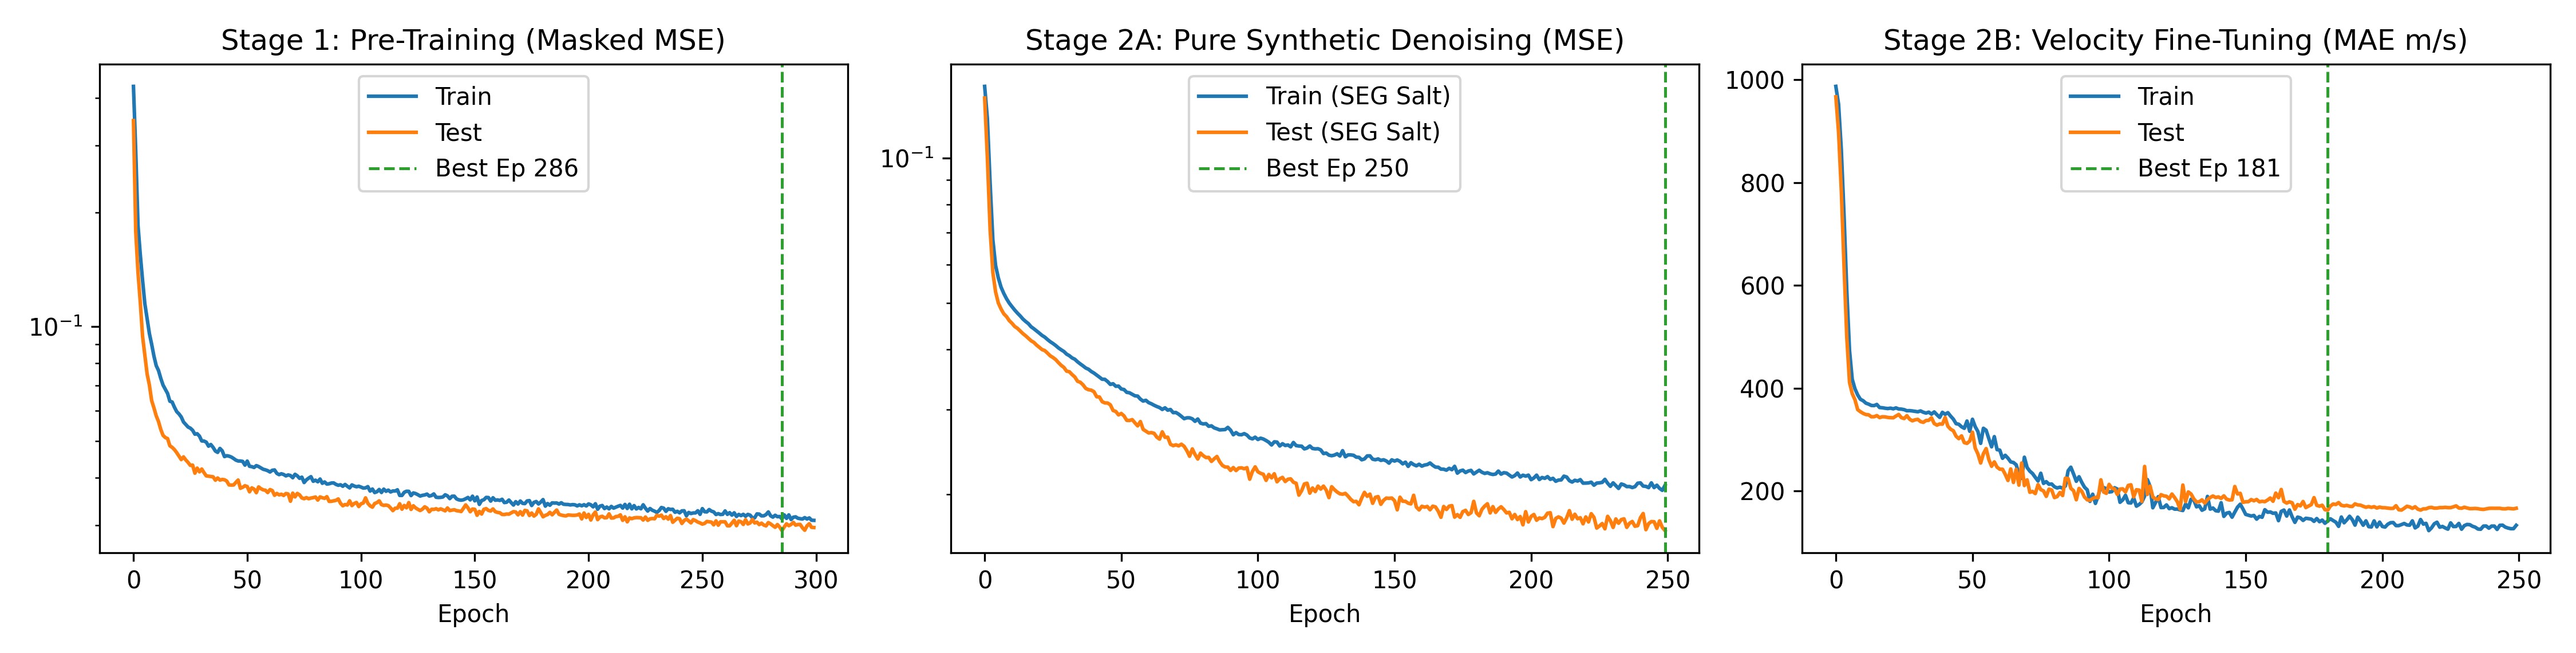 Stage 1: Pre-Training (Masked MSE)
Train
Test
Best Ep 286
10⁻¹
0 50 100 150 200 250 300
Epoch
Stage 2A: Pure Synthetic Denoising (MSE)
Train (SEG Salt)
Test (SEG Salt)
Best Ep 250
10⁻¹
0 50 100 150 200 250
Epoch
Stage 2B: Velocity Fine-Tuning (MAE m/s)
Train
Test
Best Ep 181
1000
800
600
400
200
0 50 100 150 200 250
Epoch